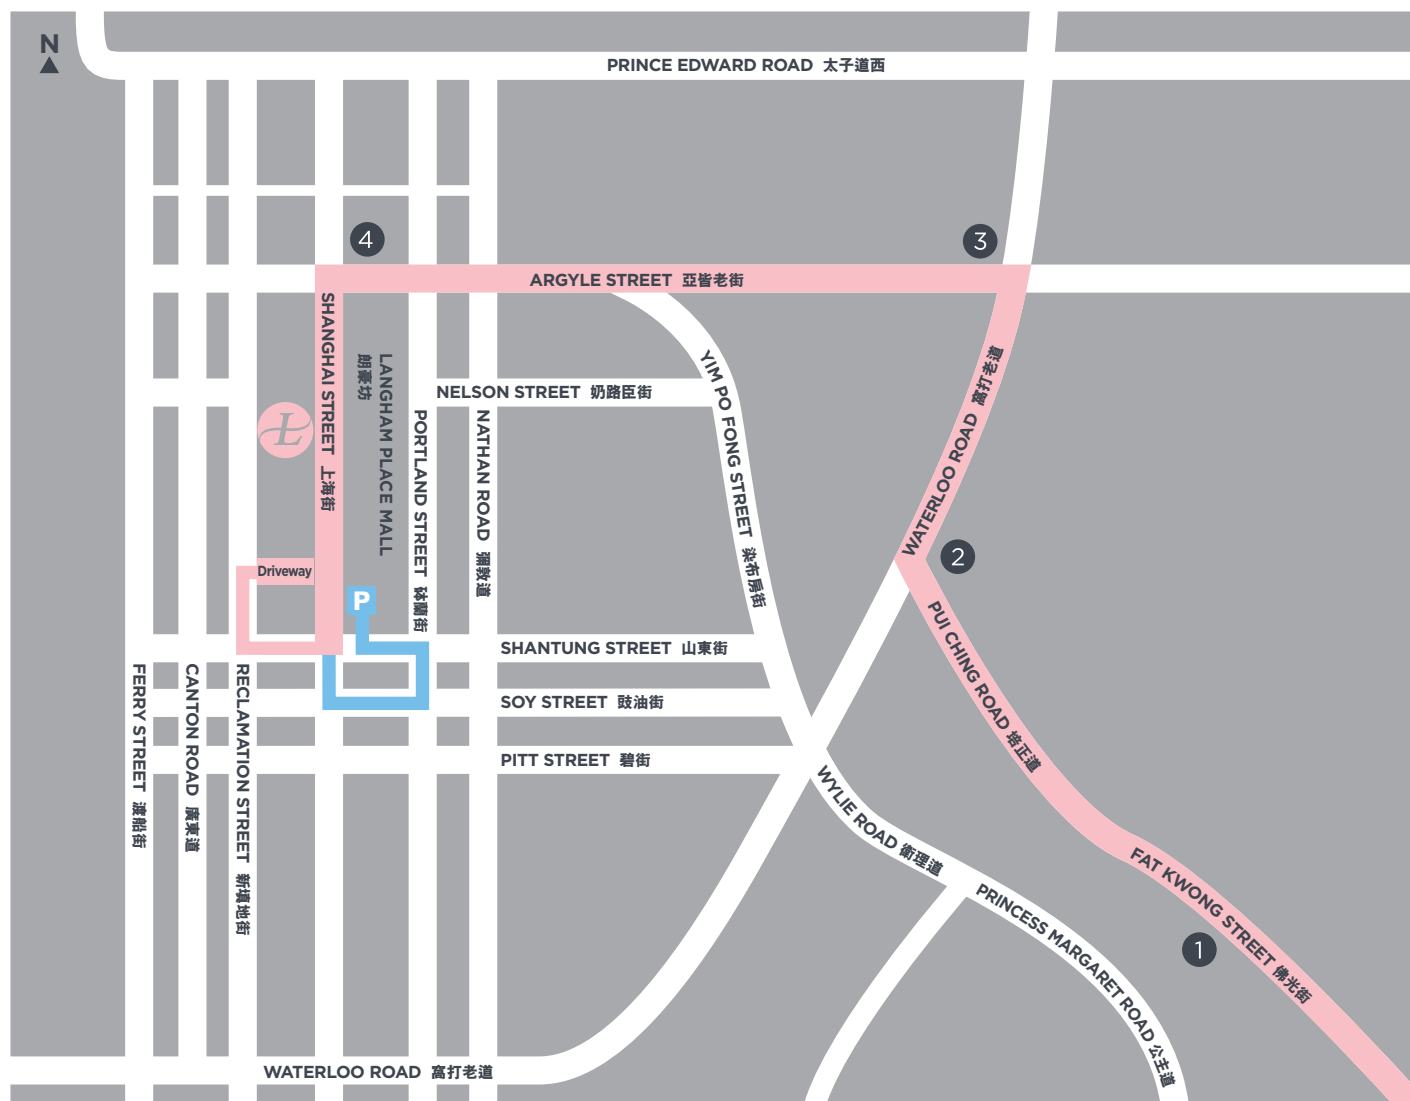 N
PRINCE EDWARD ROAD 太子道西
4
3
ARGYLE STREET 亞皆老街
SHANGHAI STREET 上海街
LANGHAM PLACE MALL
朗豪坊
NELSON STREET 奶路臣街
YIM PO FONG STREET 染布房街
WATERLOO ROAD 窩打老道
L
PORTLAND STREET 砵蘭街
NATHAN ROAD 彌敦道
2
Driveway
P
PUI CHING ROAD 培正道
SHANTUNG STREET 山東街
FERRY STREET 渡船街
CANTON ROAD 廣東道
RECLAMATION STREET 新填地街
SOY STREET 豉油街
PITT STREET 碧街
WYLIE ROAD 衛理道
FAT KWONG STREET 佛光街
PRINCESS MARGARET ROAD 公主道
1
WATERLOO ROAD 窩打老道